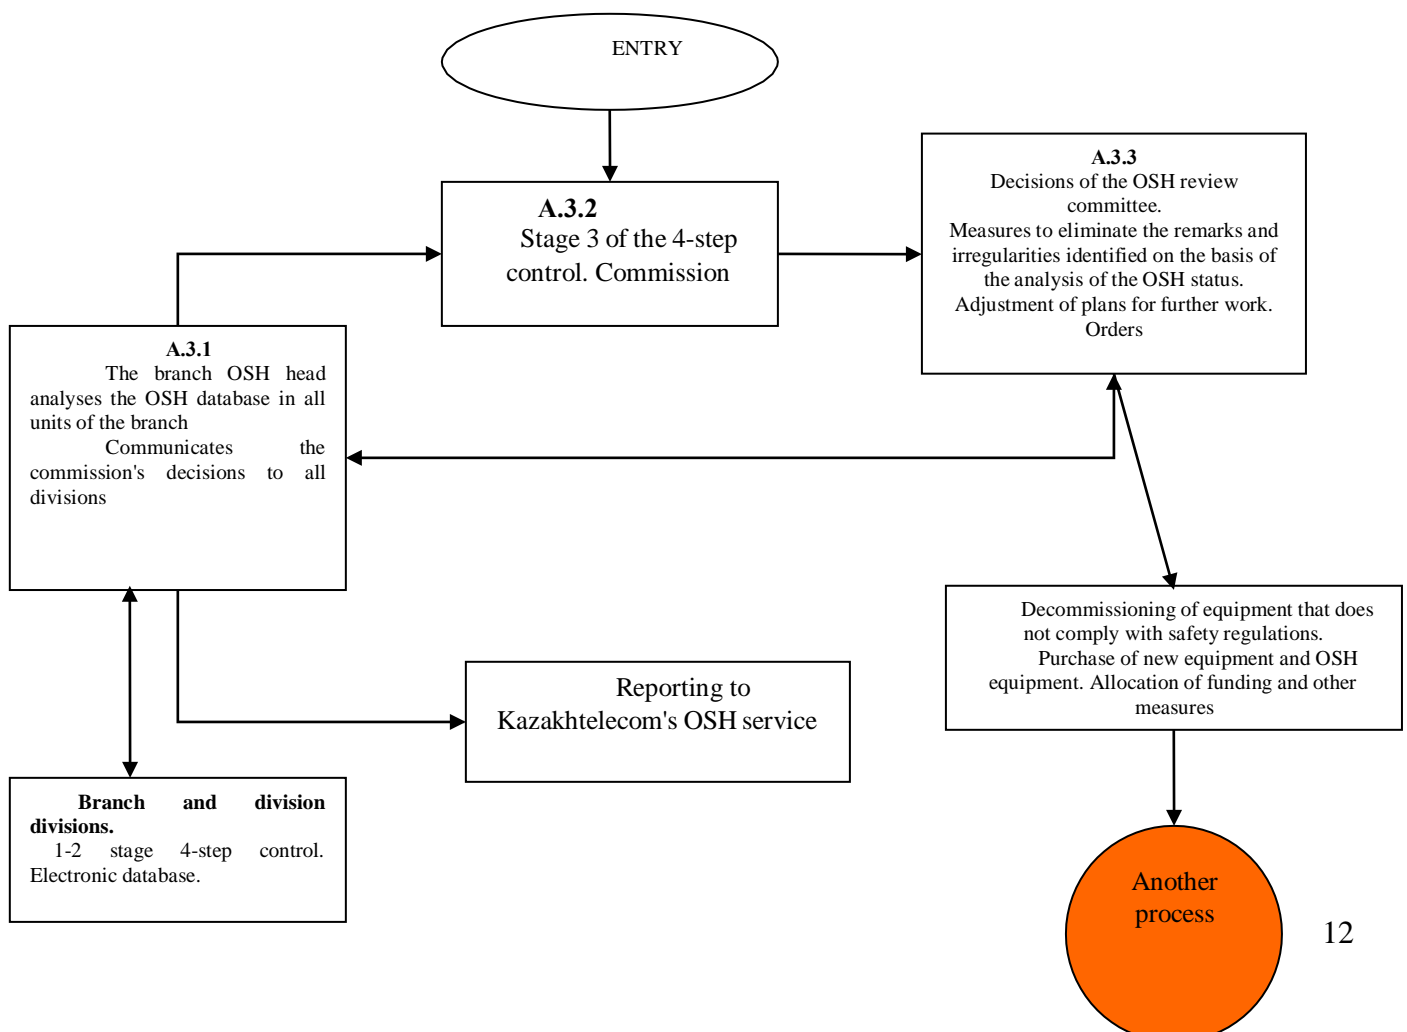 ENTRY
A.3.2
Stage 3 of the 4-step
control. Commission
A.3.3
Decisions of the OSH review
committee.
Measures to eliminate the remarks and
irregularities identified on the basis of
the analysis of the OSH status.
Adjustment of plans for further work.
Orders
A.3.1
The branch OSH head
analyses the OSH database in all
units of the branch
Communicates the
commission's decisions to all
divisions
Decommissioning of equipment that does
not comply with safety regulations.
Purchase of new equipment and OSH
equipment. Allocation of funding and other
measures
Reporting to
Kazakhtelecom's OSH service
Branch and division
divisions.
1-2 stage 4-step control.
Electronic database.
Another
process
12